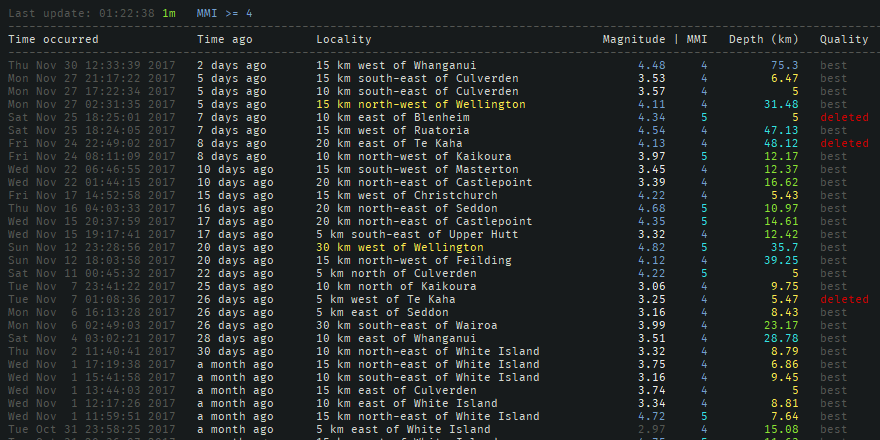 Last update: 01:22:38 1m MMI >= 4
Time occurred Time ago Locality Magnitude | MMI Depth (km) Quality
Thu Nov 30 12:33:39 2017 2 days ago 15 km west of Whanganui 4.48 4 75.3 best
Mon Nov 27 21:17:22 2017 5 days ago 15 km south-east of Culverden 3.53 4 6.47 best
Mon Nov 27 17:22:34 2017 5 days ago 10 km south-east of Culverden 3.57 4 5 best
Mon Nov 27 02:31:35 2017 5 days ago 15 km north-west of Wellington 4.11 4 31.48 best
Sat Nov 25 18:25:01 2017 7 days ago 10 km east of Blenheim 4.34 5 5 deleted
Sat Nov 25 18:24:05 2017 7 days ago 15 km west of Ruatoria 4.54 4 47.13 best
Fri Nov 24 22:49:02 2017 8 days ago 20 km east of Te Kaha 4.13 4 48.12 deleted
Fri Nov 24 08:11:09 2017 8 days ago 10 km north-west of Kaikoura 3.97 5 12.17 best
Wed Nov 22 06:46:55 2017 10 days ago 15 km south-west of Masterton 3.45 4 12.37 best
Wed Nov 22 01:44:15 2017 10 days ago 20 km north-east of Castlepoint 3.39 4 16.62 best
Fri Nov 17 14:52:58 2017 15 days ago 15 km west of Christchurch 4.22 4 5.43 best
Thu Nov 16 04:03:33 2017 16 days ago 20 km north-east of Seddon 4.68 5 10.97 best
Wed Nov 15 20:37:59 2017 17 days ago 20 km north-east of Castlepoint 4.35 5 14.61 best
Wed Nov 15 19:17:41 2017 17 days ago 5 km south-east of Upper Hutt 3.32 4 12.42 best
Sun Nov 12 23:28:56 2017 20 days ago 30 km west of Wellington 4.82 5 35.7 best
Sun Nov 12 18:03:58 2017 20 days ago 15 km north-west of Feilding 4.12 4 39.25 best
Sat Nov 11 00:45:32 2017 22 days ago 5 km north of Culverden 4.22 5 5 best
Tue Nov 7 23:41:22 2017 25 days ago 10 km north of Kaikoura 3.06 4 9.75 best
Tue Nov 7 01:08:36 2017 26 days ago 5 km west of Te Kaha 3.25 4 5.47 deleted
Mon Nov 6 16:13:28 2017 26 days ago 5 km east of Seddon 3.16 4 8.43 best
Mon Nov 6 02:49:03 2017 26 days ago 30 km south-east of Wairoa 3.99 4 23.17 best
Sat Nov 4 03:02:21 2017 28 days ago 10 km east of Whanganui 3.51 4 28.78 best
Thu Nov 2 11:40:41 2017 30 days ago 10 km north-east of White Island 3.32 4 8.79 best
Wed Nov 1 17:19:38 2017 a month ago 15 km north-east of White Island 3.75 4 6.86 best
Wed Nov 1 15:41:58 2017 a month ago 10 km south-east of White Island 3.16 4 9.45 best
Wed Nov 1 13:44:03 2017 a month ago 15 km east of Culverden 3.74 4 5 best
Wed Nov 1 12:17:26 2017 a month ago 10 km east of White Island 3.34 4 8.81 best
Wed Nov 1 11:59:51 2017 a month ago 15 km north-east of White Island 4.72 5 7.64 best
Tue Oct 31 23:58:25 2017 a month ago 5 km east of White Island 2.97 4 15.08 best